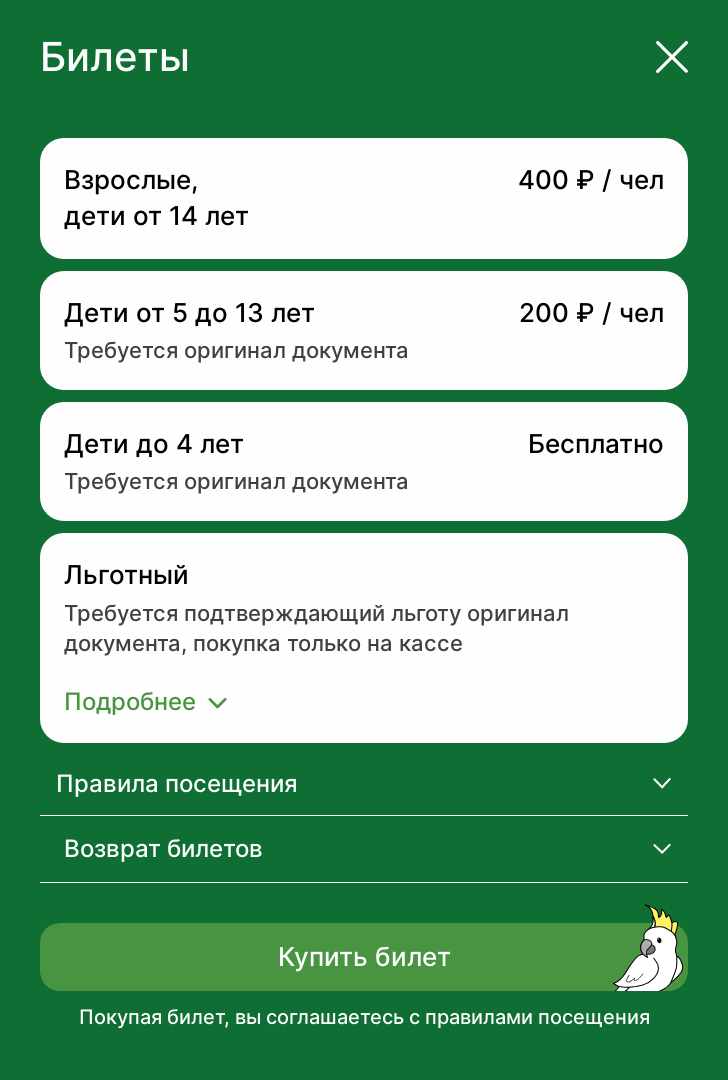 Билеты
Взрослые,
дети от 14 лет
400 ₽ / чел
Дети от 5 до 13 лет
200 ₽ / чел
Требуется оригинал документа
Дети до 4 лет
Бесплатно
Требуется оригинал документа
Льготный
Требуется подтверждающий льготу оригинал
документа, покупка только на кассе
Подробнее
Правила посещения
Возврат билетов
Купить билет
Покупая билет, вы соглашаетесь с правилами посещения